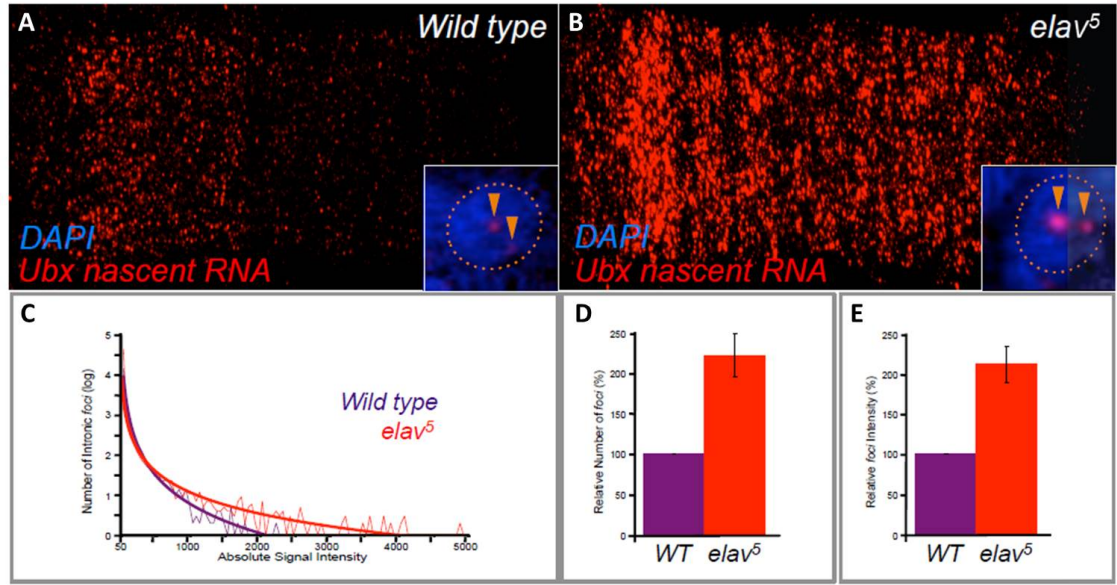 A
Wild type
DAPI
Ubx nascent RNA
B
elav⁵
DAPI
Ubx nascent RNA
C
Number of Intronic foci (log)
5
4
3
2
1
0
50
1000
2000
3000
4000
5000
Absolute Signal Intensity
Wild type
elav⁵
D
Relative Number of foci (%)
250
200
150
100
50
0
WT
elav⁵
E
Relative foci Intensity (%)
250
200
150
100
50
0
WT
elav⁵